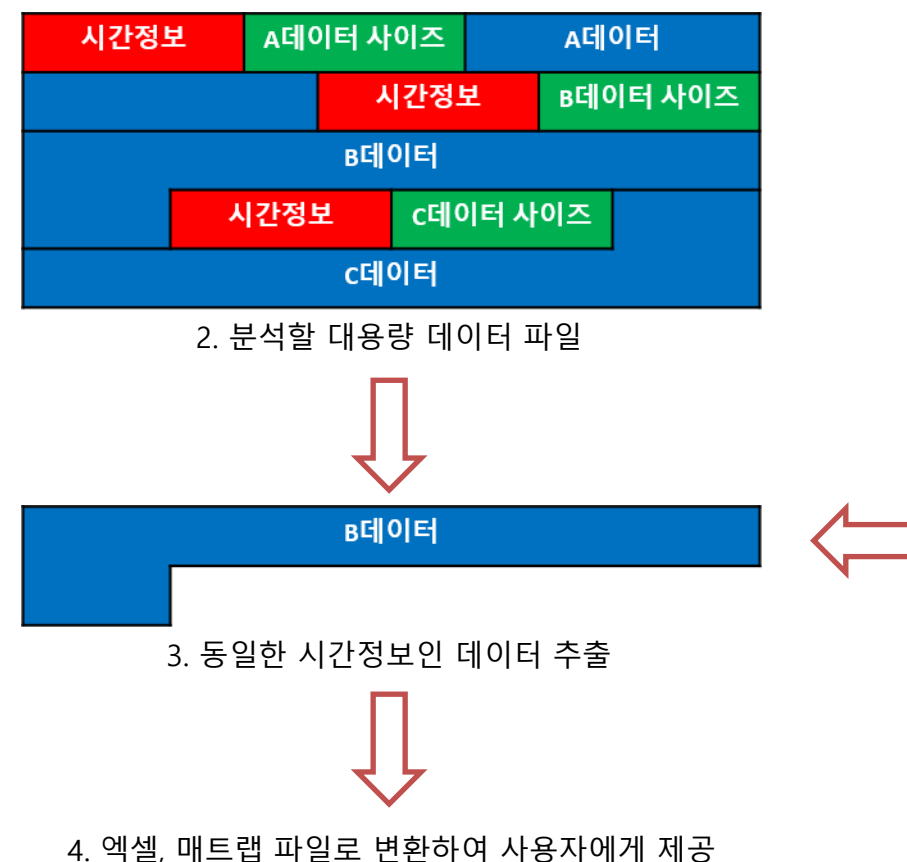 시간정보 A데이터 사이즈 A데이터
시간정보 B데이터 사이즈
B데이터
시간정보 C데이터 사이즈
C데이터
2. 분석할 대용량 데이터 파일
B데이터
3. 동일한 시간정보인 데이터 추출
4. 엑셀, 매트랩 파일로 변환하여 사용자에게 제공